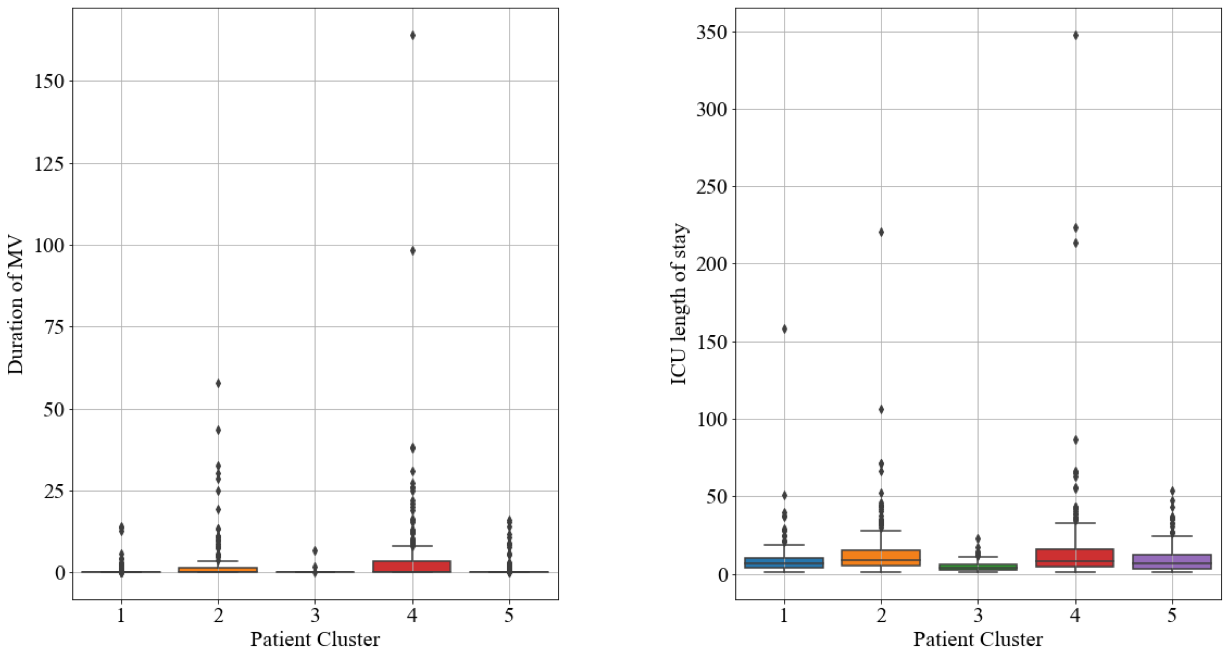 Duration of MV
150
125
100
75
50
25
0
1 2 3 4 5
Patient Cluster
ICU length of stay
350
300
250
200
150
100
50
0
1 2 3 4 5
Patient Cluster